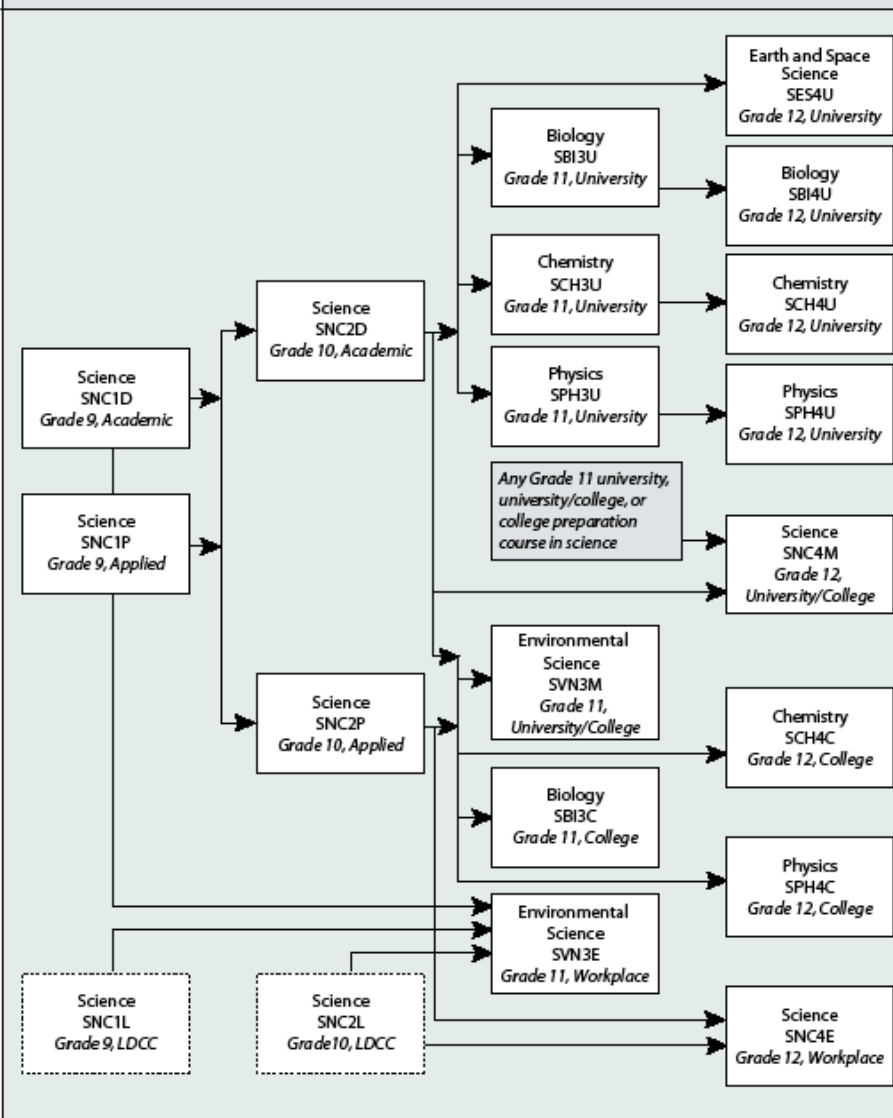 Earth and Space
Science
SES4U
Grade 12, University
Biology
SBI3U
Grade 11, University
Biology
SBI4U
Grade 12, University
Chemistry
SCH3U
Grade 11, University
Chemistry
SCH4U
Grade 12, University
Science
SNC2D
Grade 10, Academic
Science
SNC1D
Grade 9, Academic
Physics
SPH3U
Grade 11, University
Physics
SPH4U
Grade 12, University
Any Grade 11 university,
university/college, or
college preparation
course in science
Science
SNC1P
Grade 9, Applied
Science
SNC4M
Grade 12,
University/College
Environmental
Science
SVN3M
Grade 11,
University/College
Science
SNC2P
Grade 10, Applied
Chemistry
SCH4C
Grade 12, College
Biology
SBI3C
Grade 11, College
Physics
SPH4C
Grade 12, College
Environmental
Science
SVN3E
Grade 11, Workplace
Science
SNC1L
Grade 9, LDCC
Science
SNC2L
Grade10, LDCC
Science
SNC4E
Grade 12, Workplace